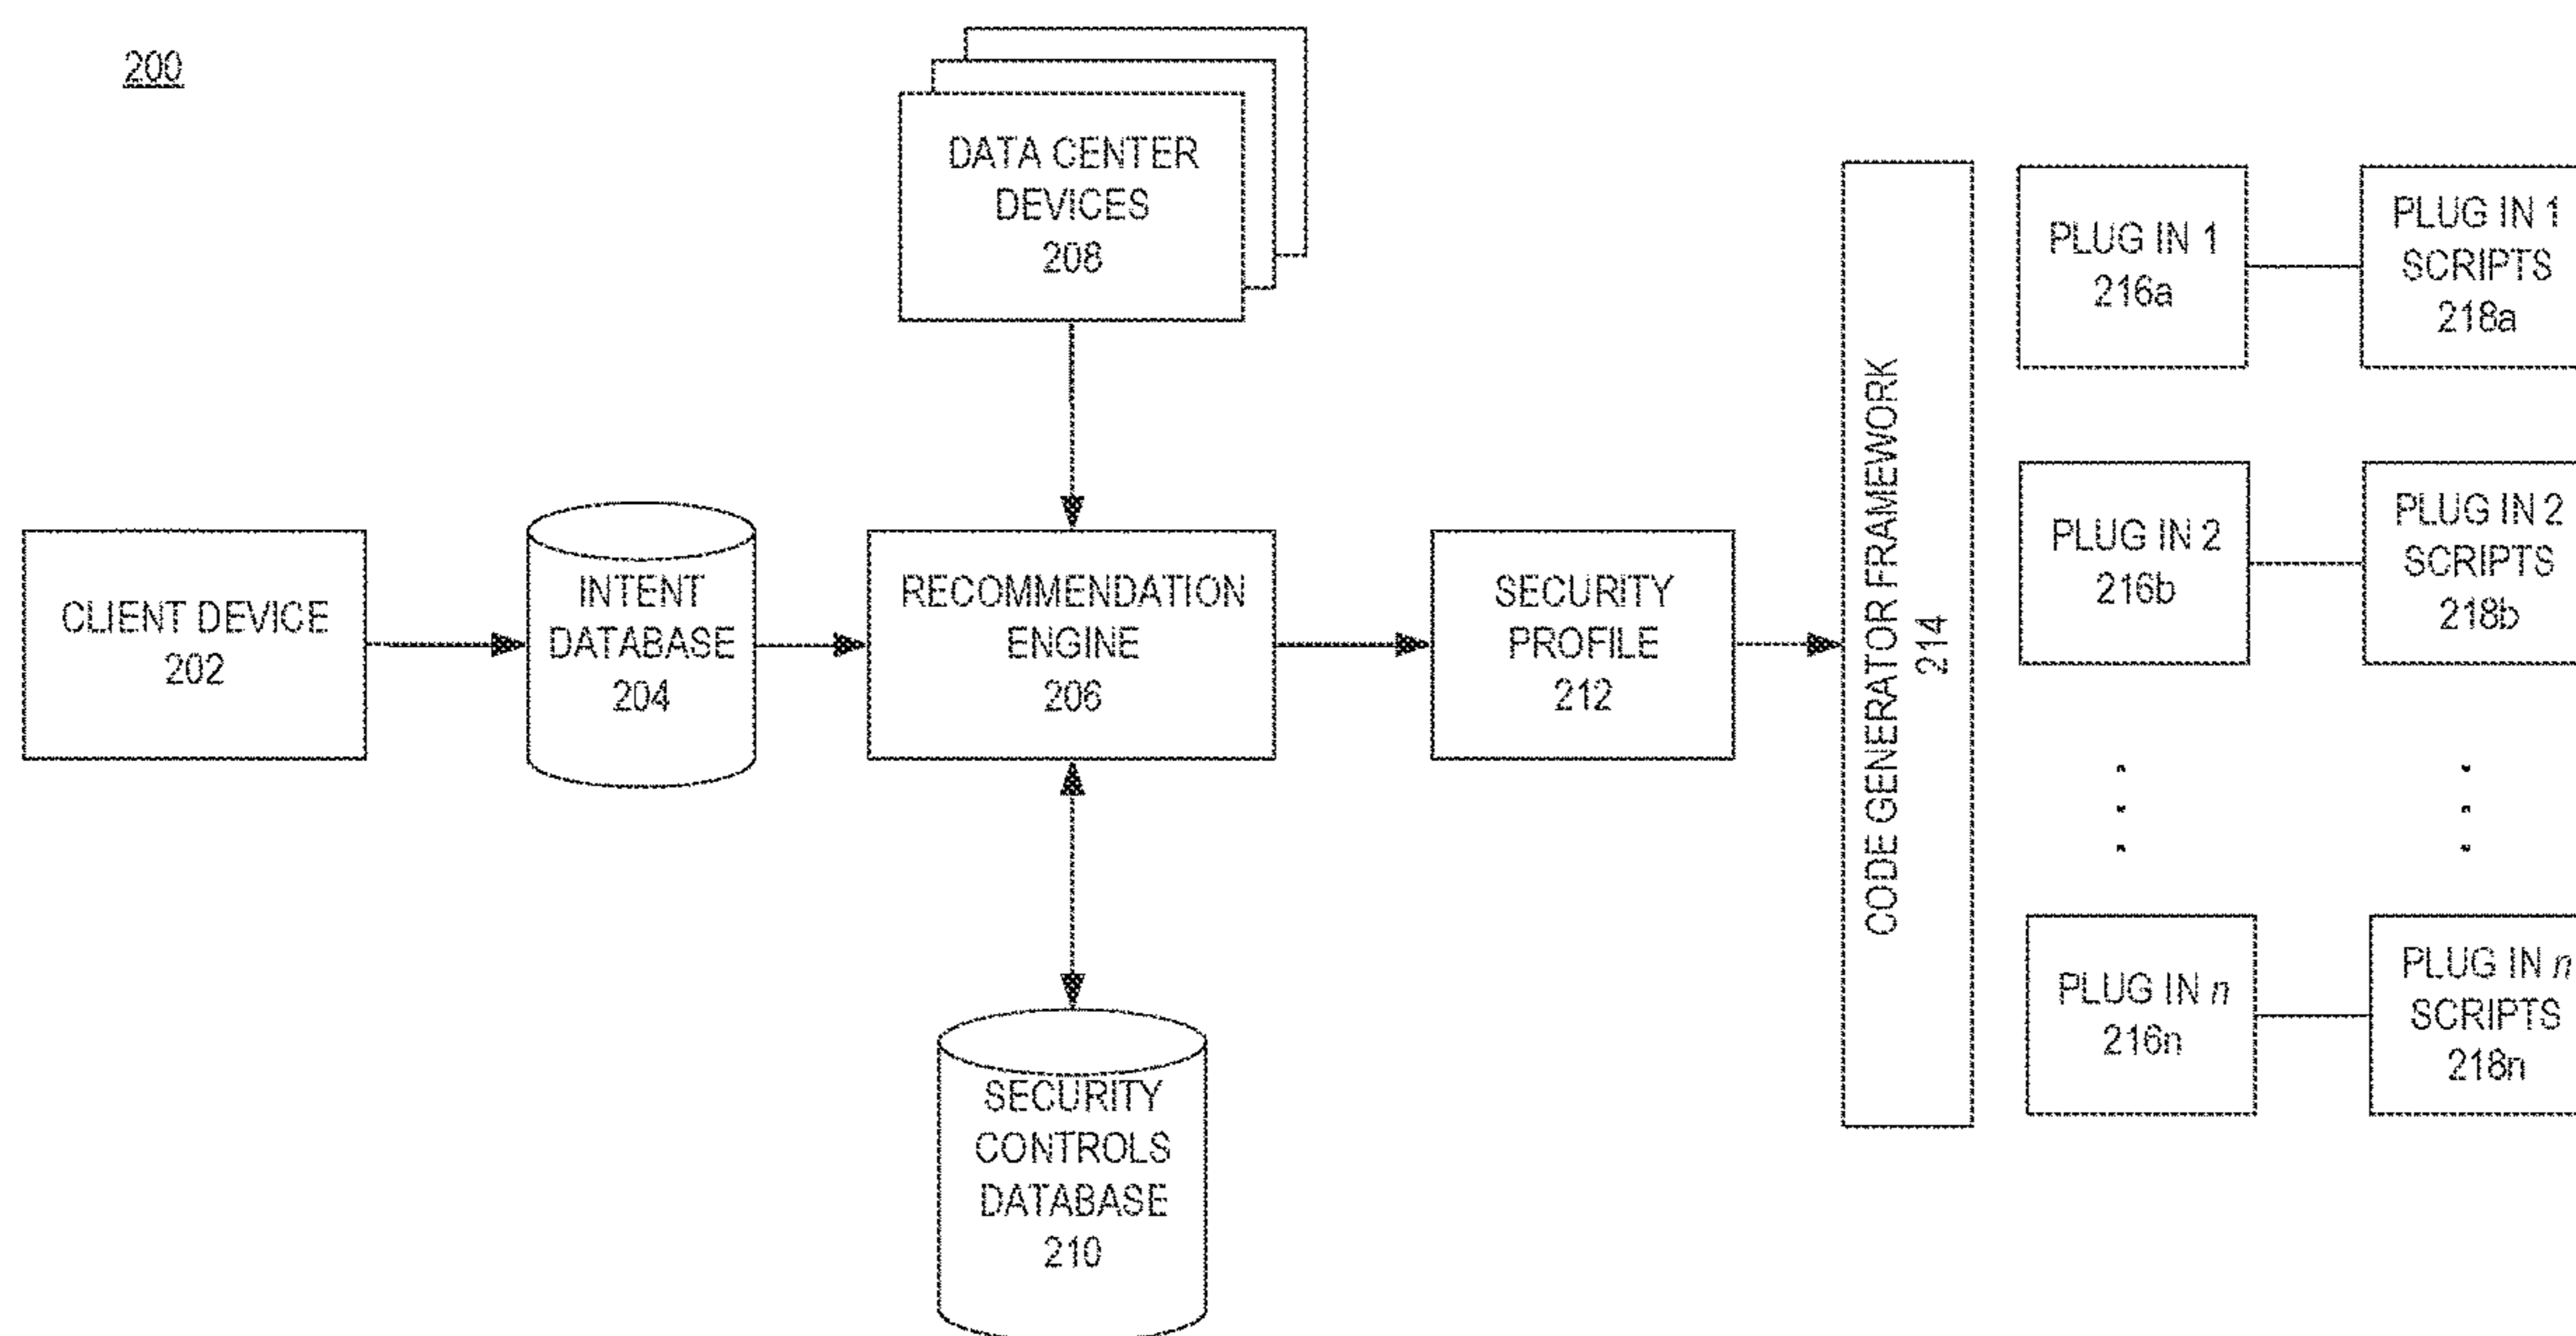 200
DATA CENTER
DEVICES
208
CLIENT DEVICE
202
INTENT
DATABASE
204
RECOMMENDATION
ENGINE
206
SECURITY
PROFILE
212
SECURITY
CONTROLS
DATABASE
210
CODE GENERATOR FRAMEWORK
214
PLUG IN 1
216a
PLUG IN 1
SCRIPTS
218a
PLUG IN 2
216b
PLUG IN 2
SCRIPTS
218b
PLUG IN n
216n
PLUG IN n
SCRIPTS
218n